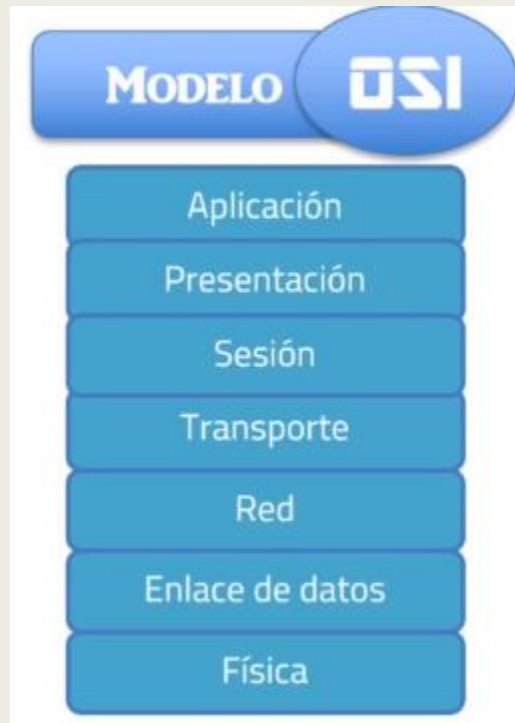 MODELO OSI
Aplicación
Presentación
Sesión
Transporte
Red
Enlace de datos
Física